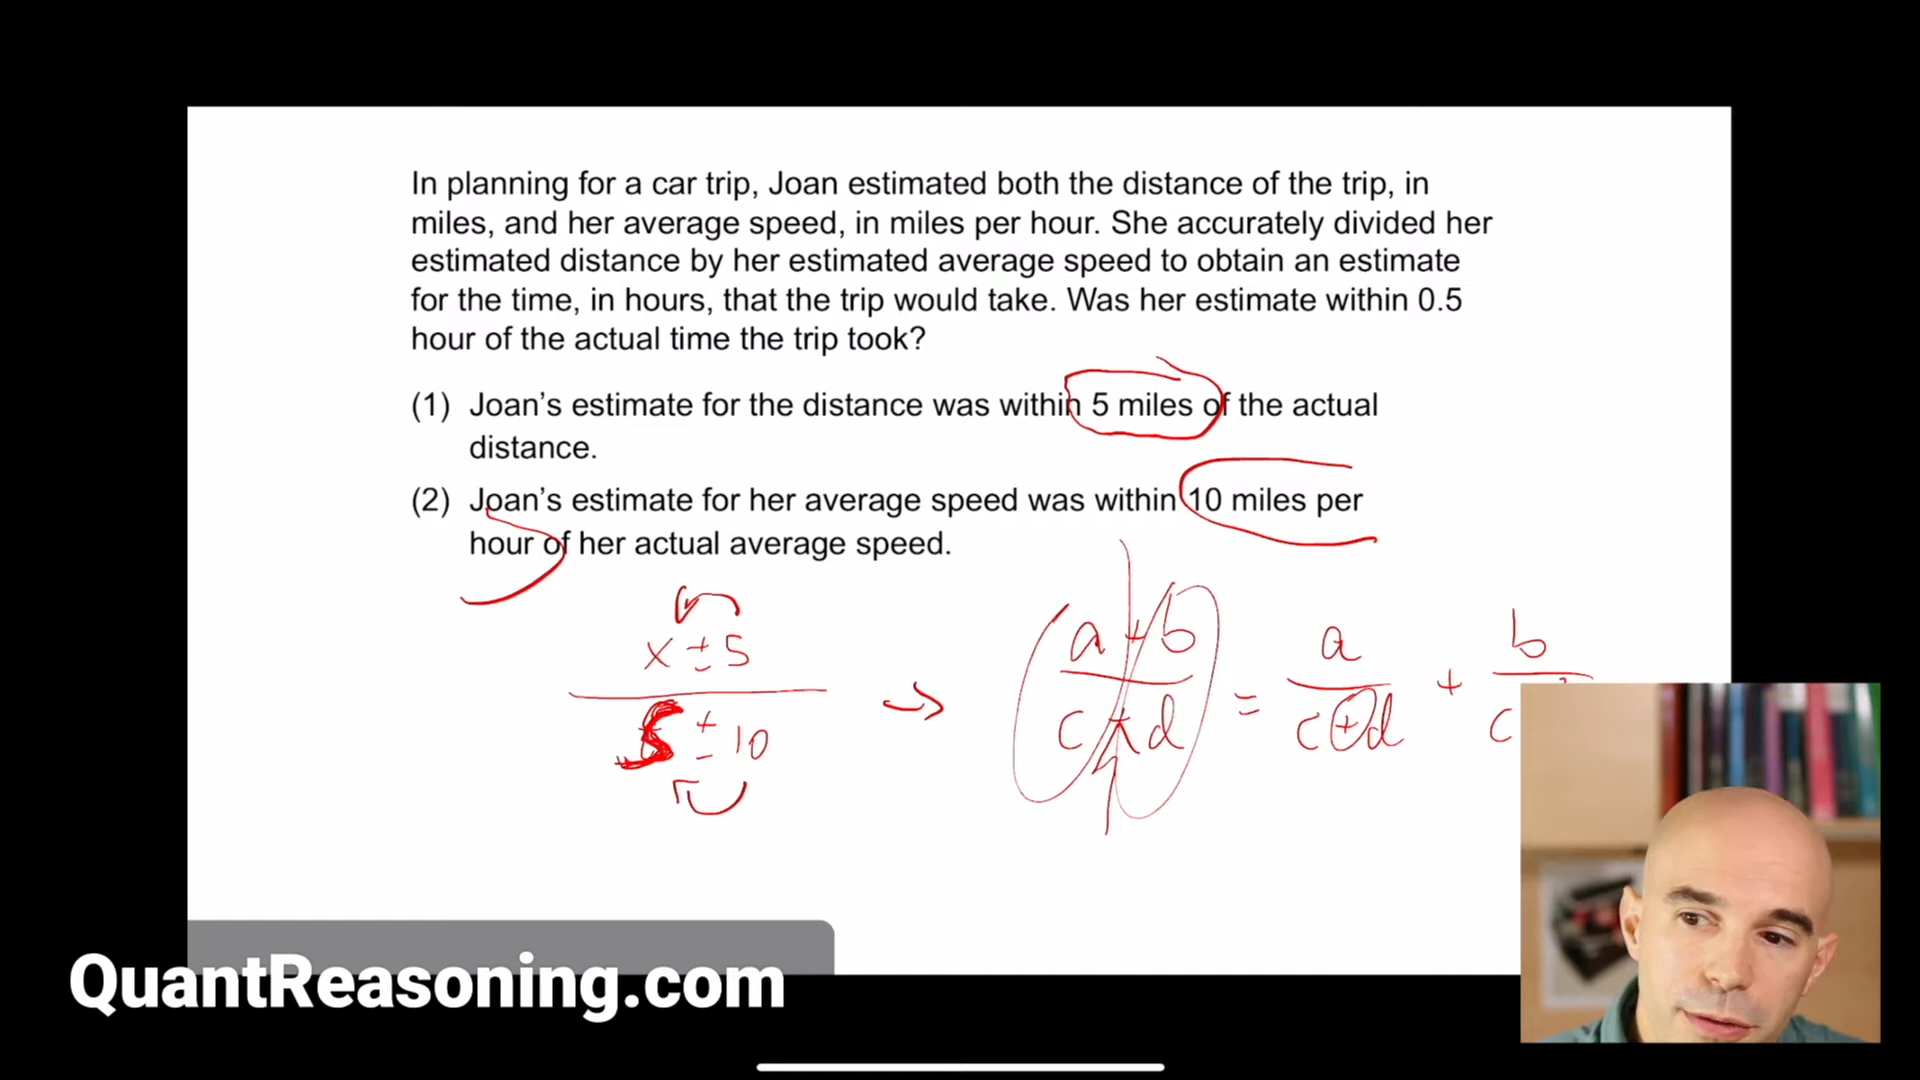 In planning for a car trip, Joan estimated both the distance of the trip, in
miles, and her average speed, in miles per hour. She accurately divided her
estimated distance by her estimated average speed to obtain an estimate
for the time, in hours, that the trip would take. Was her estimate within 0.5
hour of the actual time the trip took?
(1) Joan’s estimate for the distance was within 5 miles of the actual
distance.
(2) Joan’s estimate for her average speed was within 10 miles per
hour of her actual average speed.
x ± 5
± 10
→
a + b
c + d
=
a
c + d
+
b
c
QuantReasoning.com